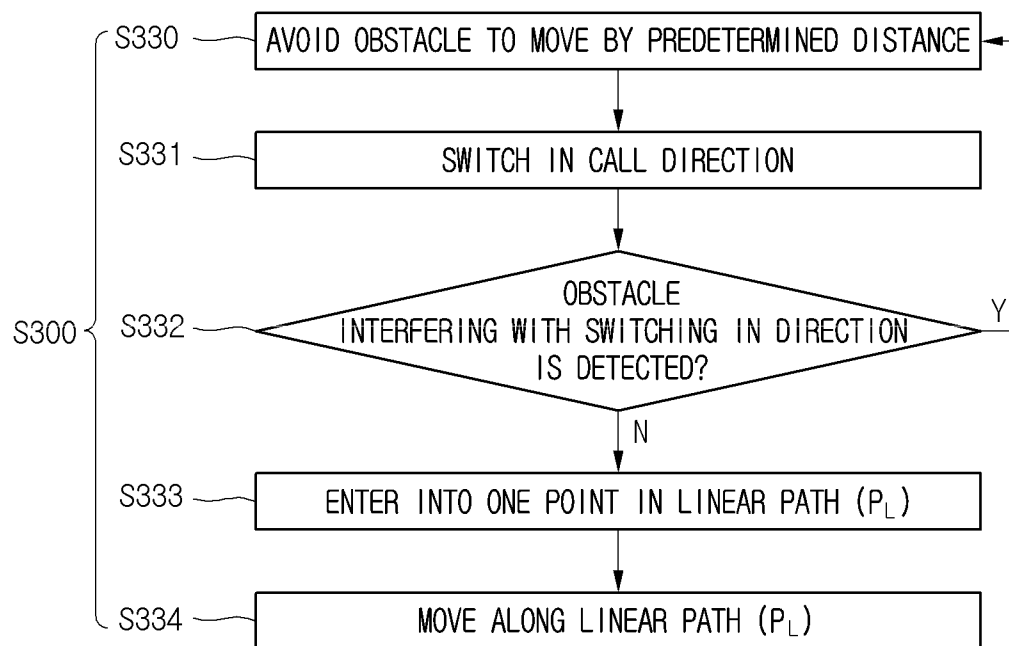 S330
AVOID OBSTACLE TO MOVE BY PREDETERMINED DISTANCE
S331
SWITCH IN CALL DIRECTION
S300
S332
OBSTACLE
INTERFERING WITH SWITCHING IN DIRECTION
IS DETECTED?
Y
N
S333
ENTER INTO ONE POINT IN LINEAR PATH (PL)
S334
MOVE ALONG LINEAR PATH (PL)